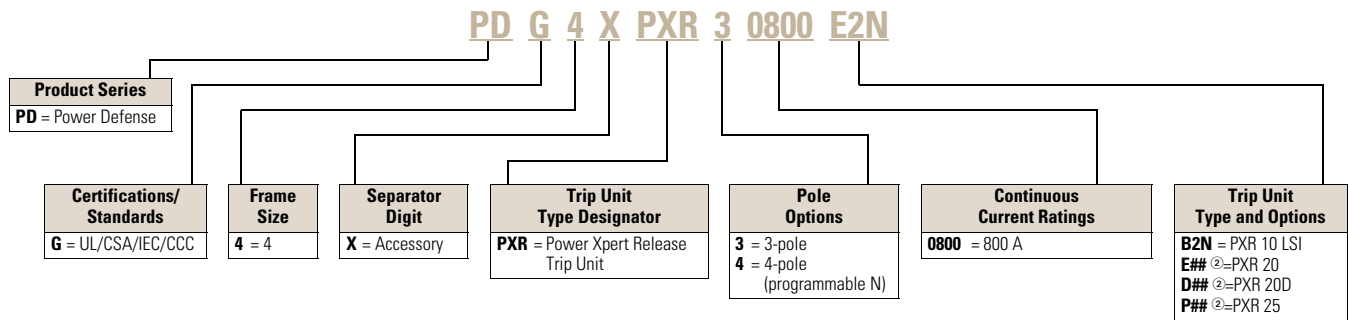 PD G 4 X PXR 3 0800 E2N
Product Series
PD = Power Defense
Certifications/
Standards
G = UL/CSA/IEC/CCC
Frame
Size
4 = 4
Separator
Digit
X = Accessory
Trip Unit
Type Designator
PXR = Power Xpert Release
Trip Unit
Pole
Options
3 = 3-pole
4 = 4-pole
(programmable N)
Continuous
Current Ratings
0800 = 800 A
Trip Unit
Type and Options
B2N = PXR 10 LSI
E## ②=PXR 20
D## ②=PXR 20D
P## ②=PXR 25